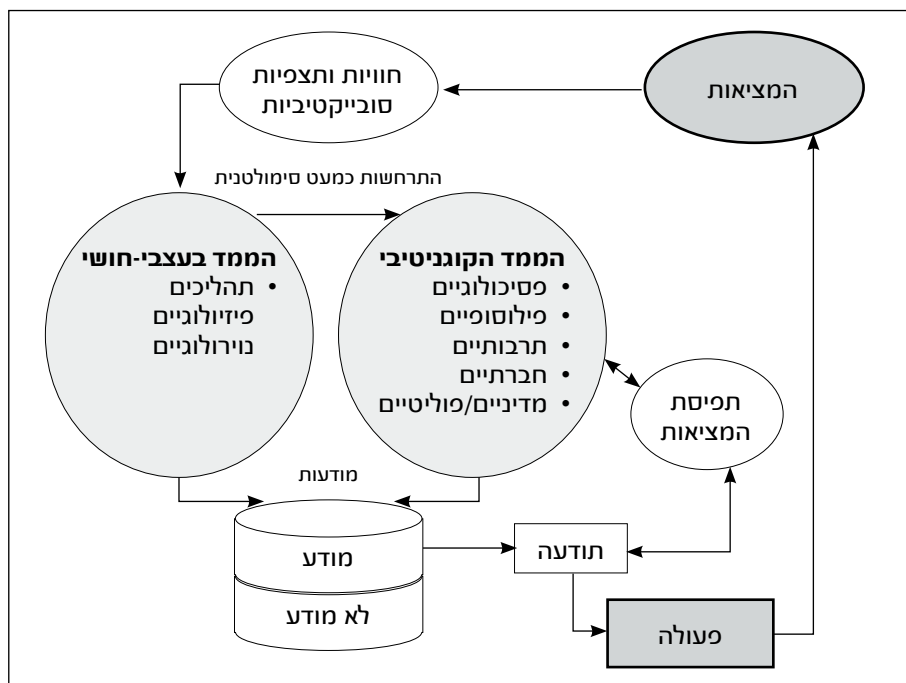 המציאות
חוויות ותצפיות
סובייקטיביות
התרחשות כמעט סימולטנית
הממד בעצבי-חושי
• תהליכים
פיזיולוגיים
נוירולוגיים
הממד הקוגניטיבי
• פסיכולוגיים
• פילוסופיים
• תרבותיים
• חברתיים
• מדיניים/פוליטיים
תפיסת
המציאות
מודעות
מודע
לא מודע
תודעה
פעולה